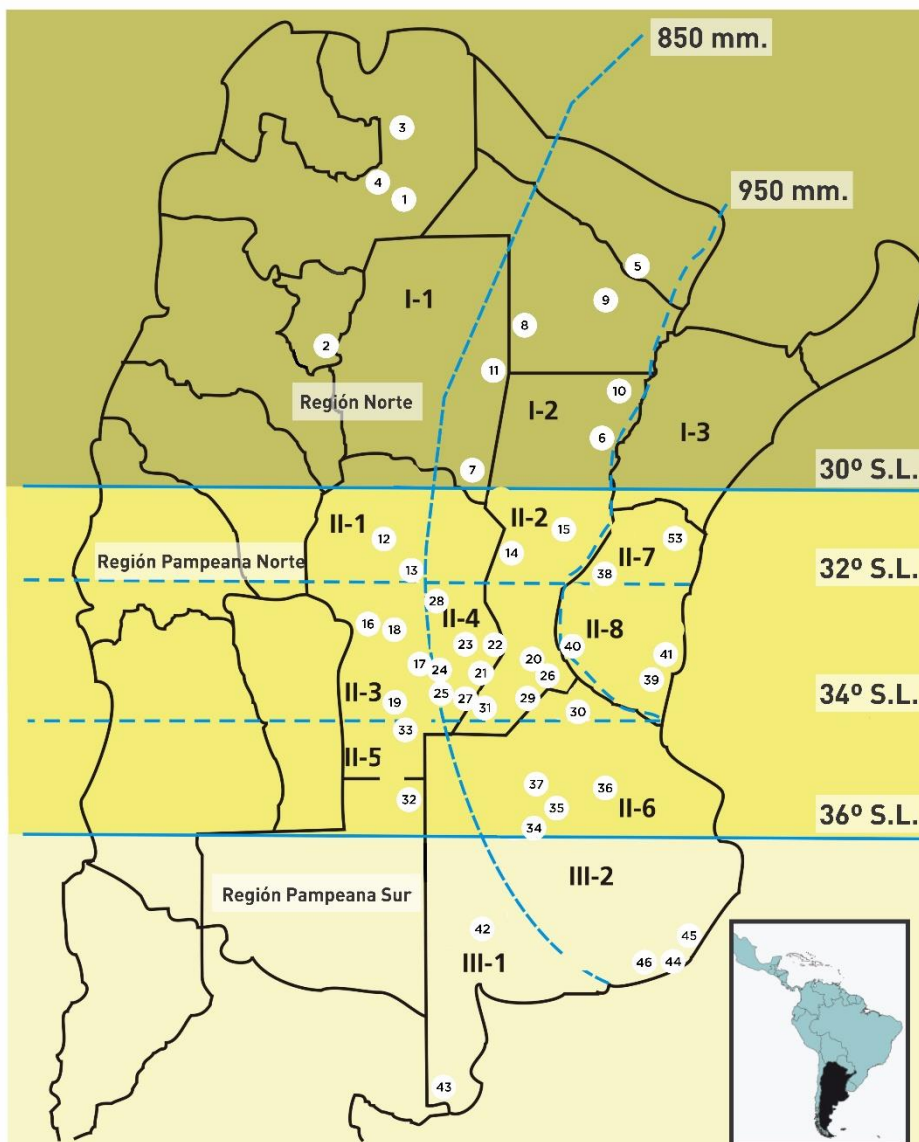 850 mm.
3
4
1
950 mm.
5
I-1
9
8
2
11
10
Región Norte
I-2
6
I-3
7
30º S.L.
II-1
II-2
15
12
53
14
Región Pampeana Norte
II-7
13
38
32º S.L.
28
II-4
16
18
II-8
23
22
40
20
41
17
24
21
26
39
25
II-3
19
27
29
31
30
34º S.L.
33
II-5
37
36
32
35
II-6
34
36º S.L.
III-2
Región Pampeana Sur
42
45
III-1
46
44
43